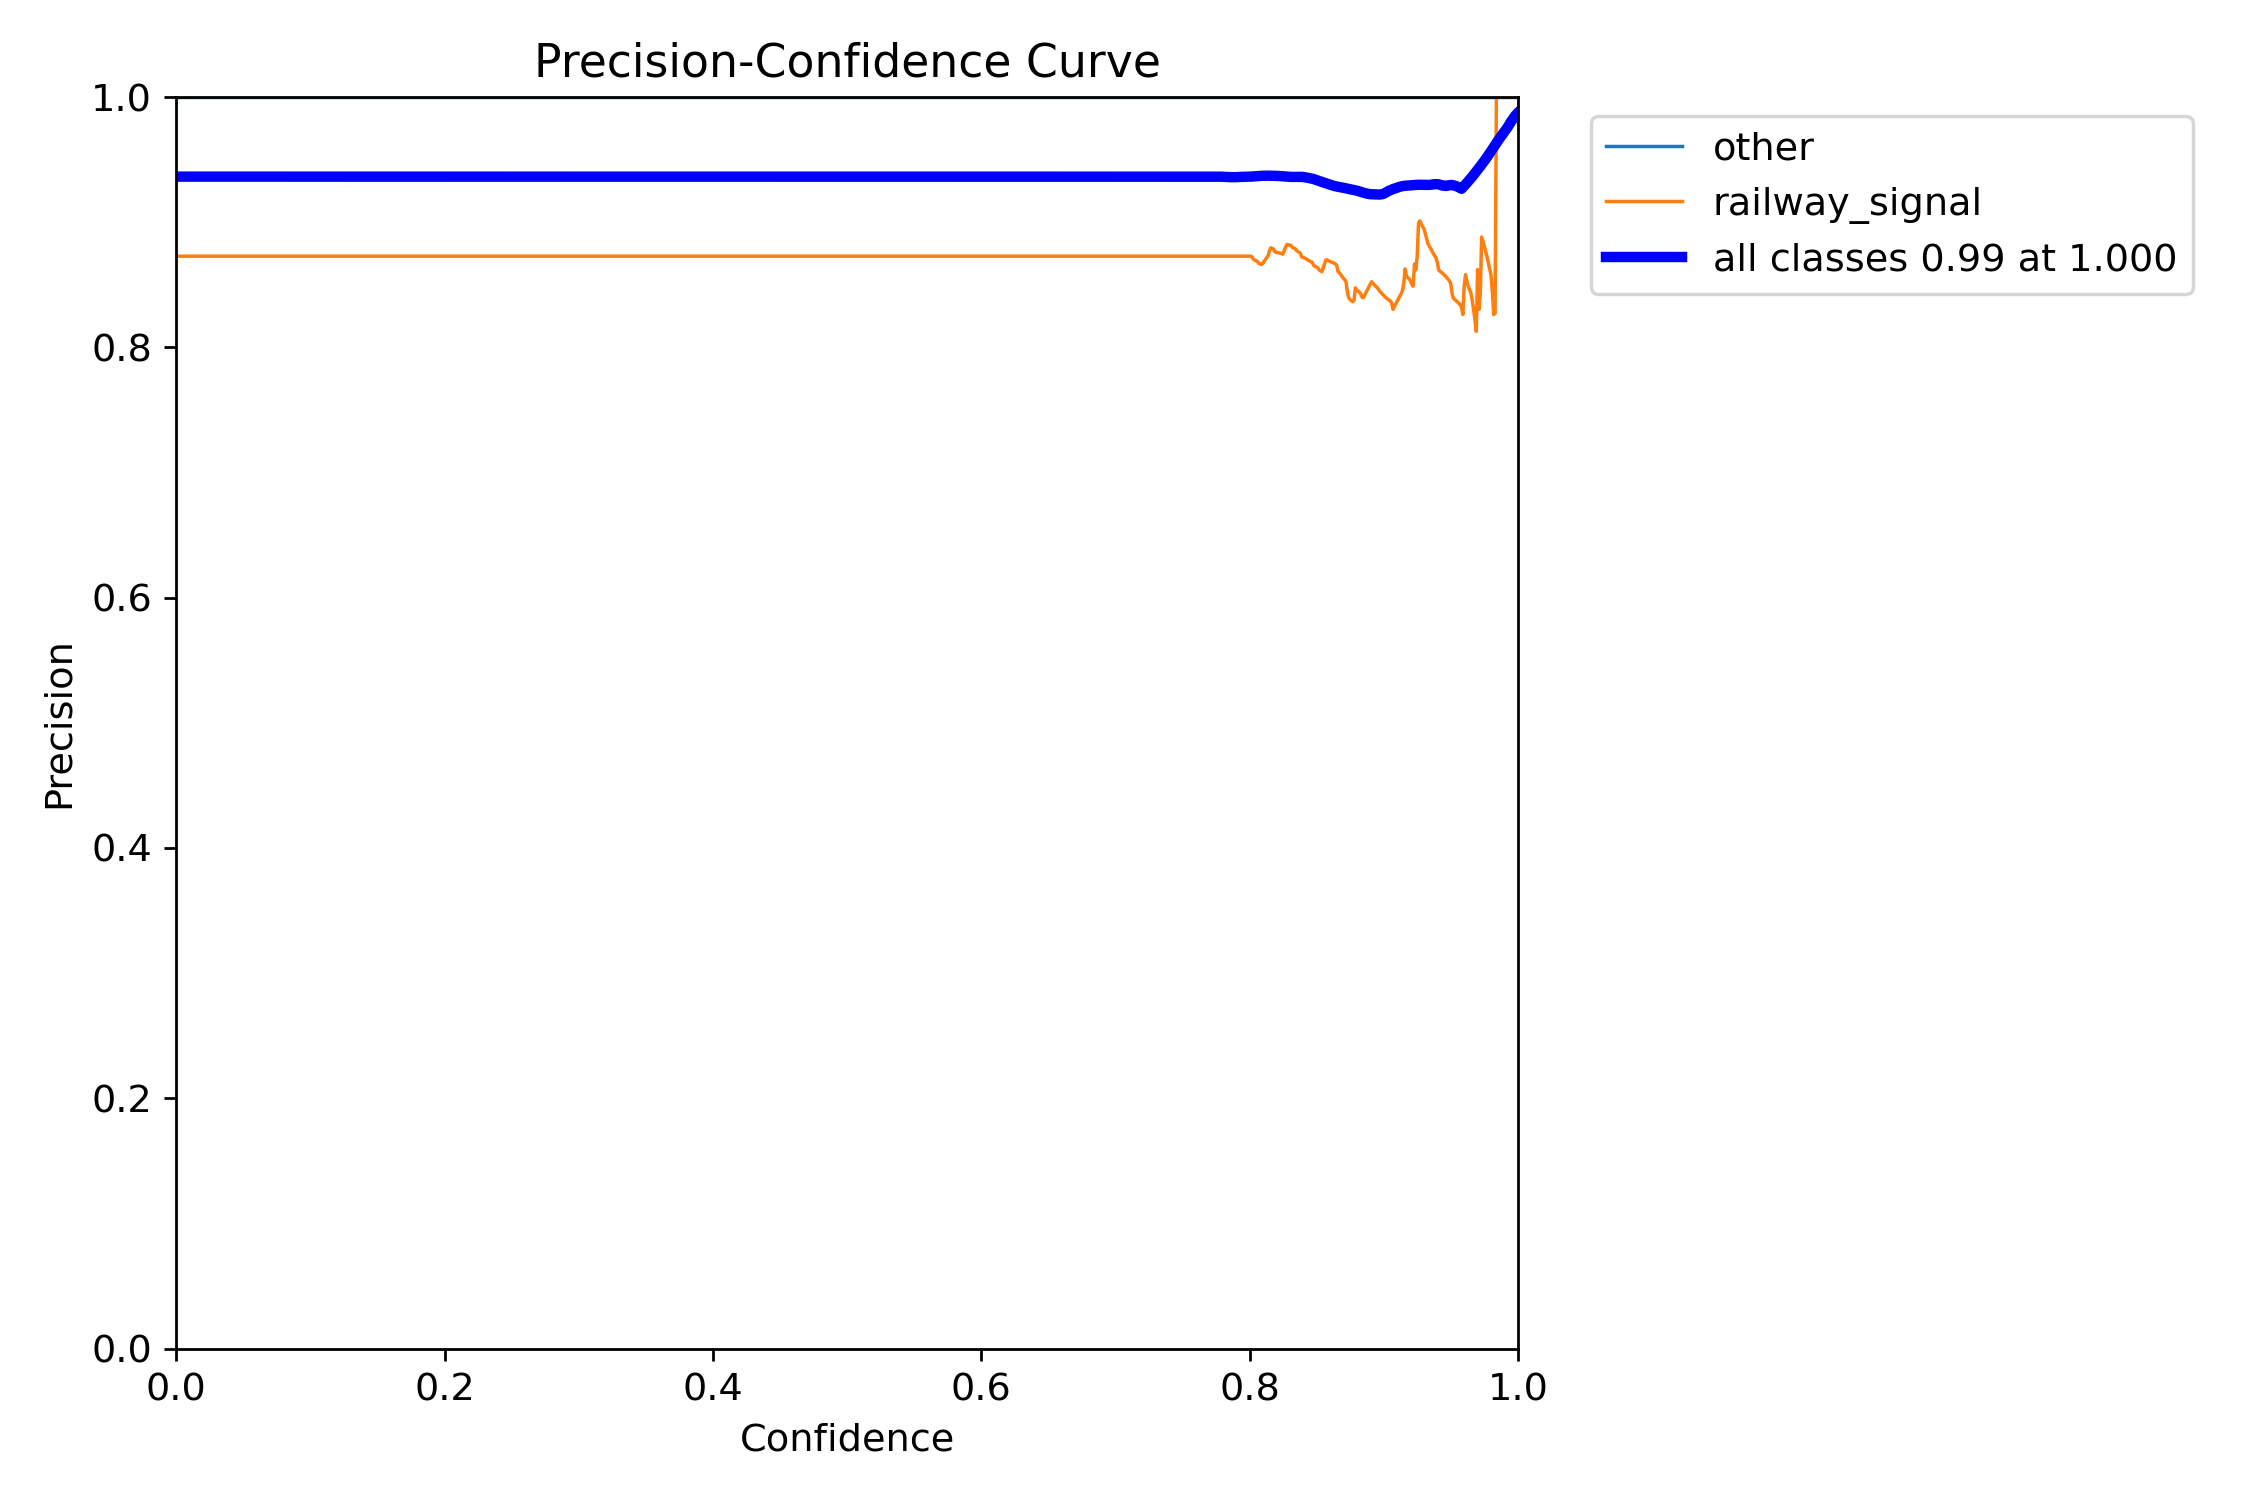 Precision-Confidence Curve
1.0
0.8
0.6
0.4
0.2
0.0
Precision
0.0 0.2 0.4 0.6 0.8 1.0
Confidence
other
railway_signal
all classes 0.99 at 1.000